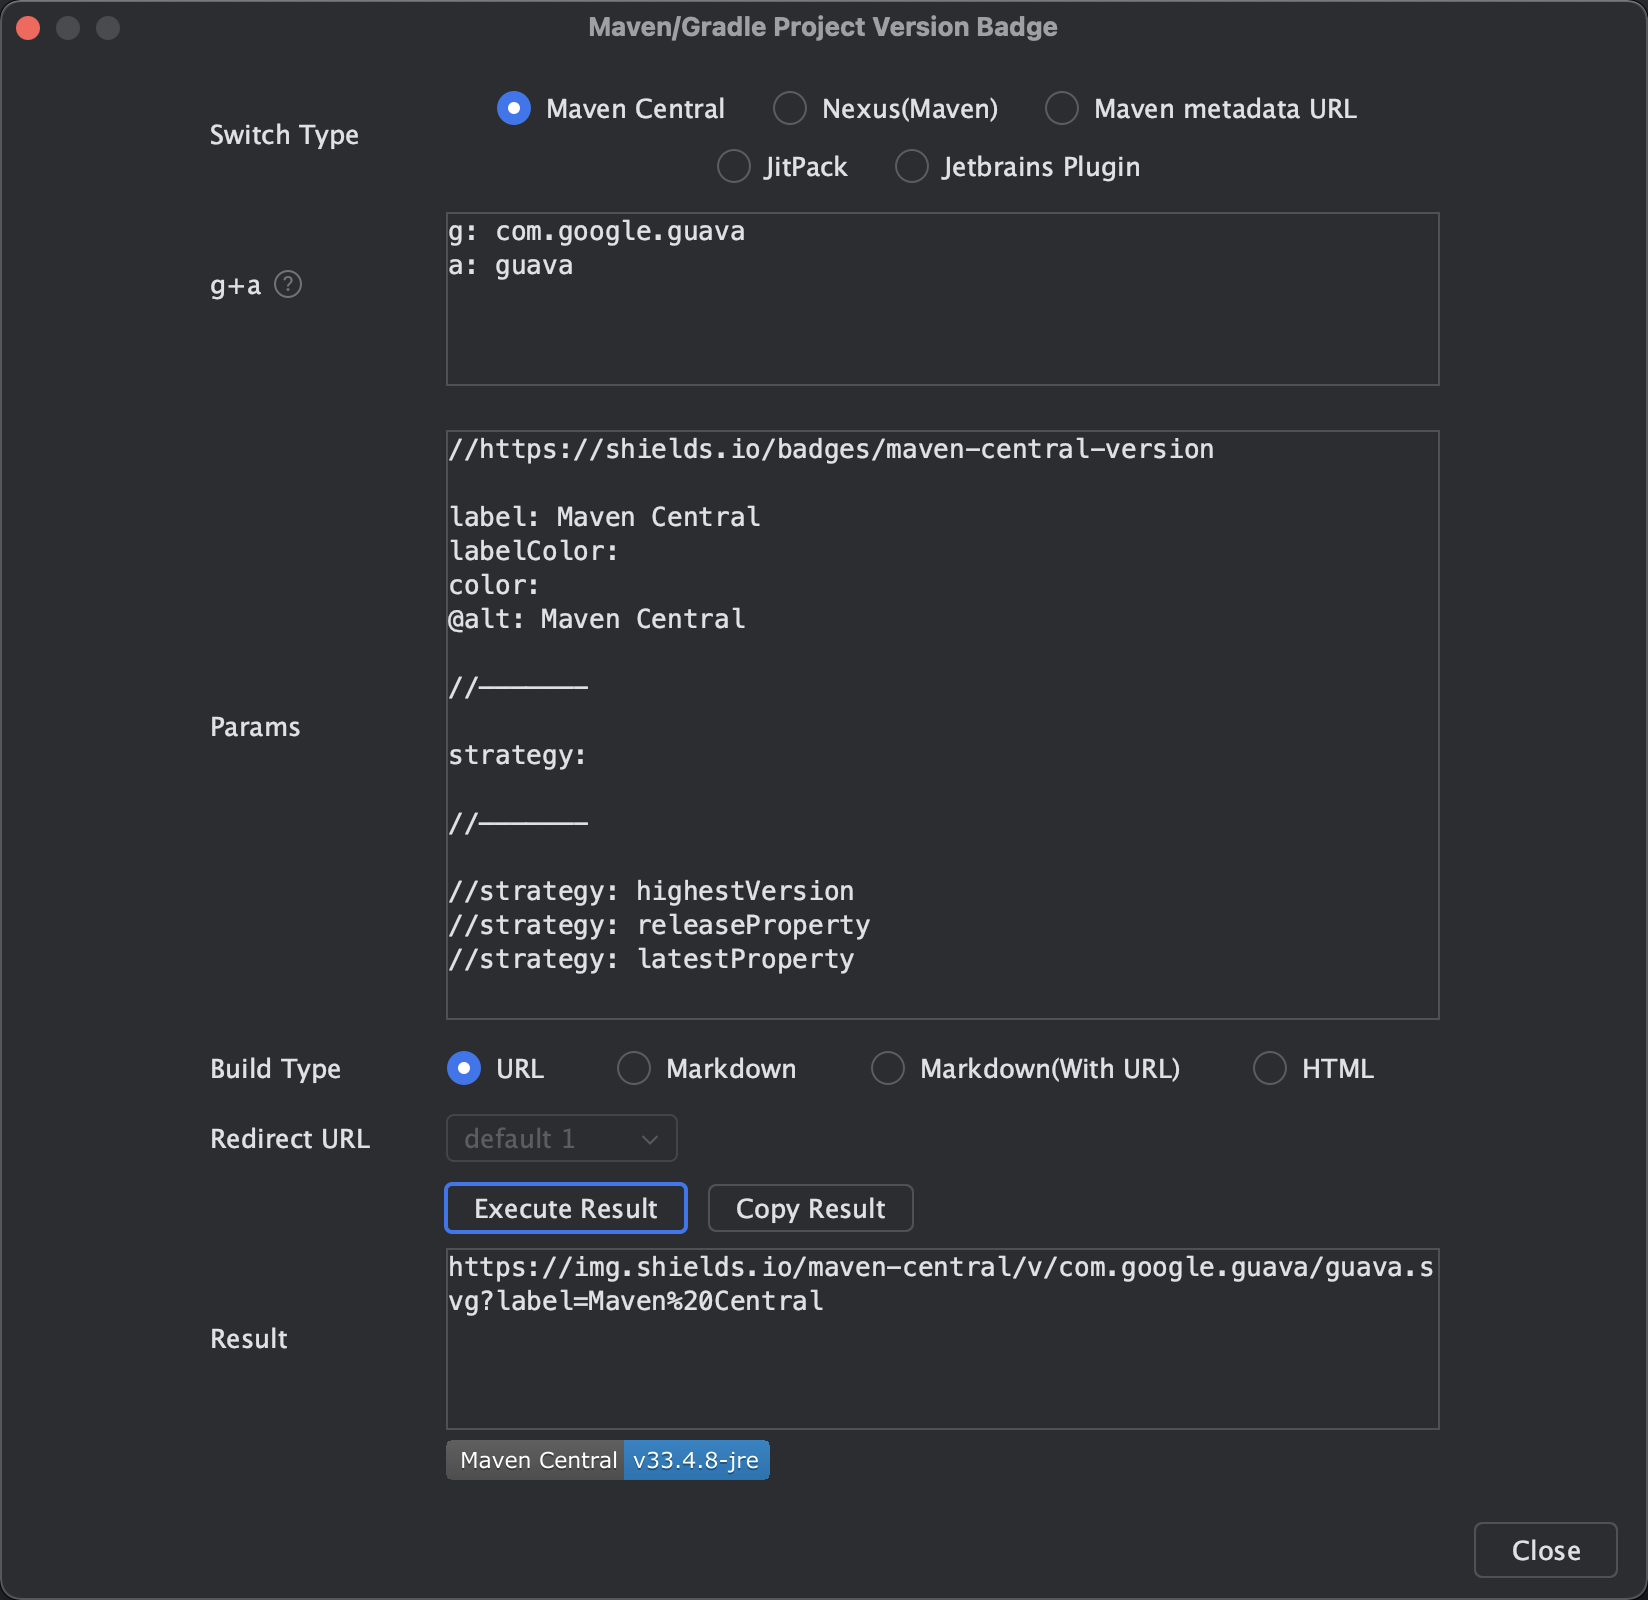 Maven/Gradle Project Version Badge
Switch Type
Maven Central Nexus(Maven) Maven metadata URL
JitPack Jetbrains Plugin
g+a ?
g: com.google.guava
a: guava
Params
//https://shields.io/badges/maven-central-version
label: Maven Central
labelColor:
color:
@alt: Maven Central
//———————
strategy:
//———————
//strategy: highestVersion
//strategy: releaseProperty
//strategy: latestProperty
Build Type URL Markdown Markdown(With URL) HTML
Redirect URL default 1
Execute Result Copy Result
Result
https://img.shields.io/maven-central/v/com.google.guava/guava.s
vg?label=Maven%20Central
Maven Central v33.4.8-jre
Close